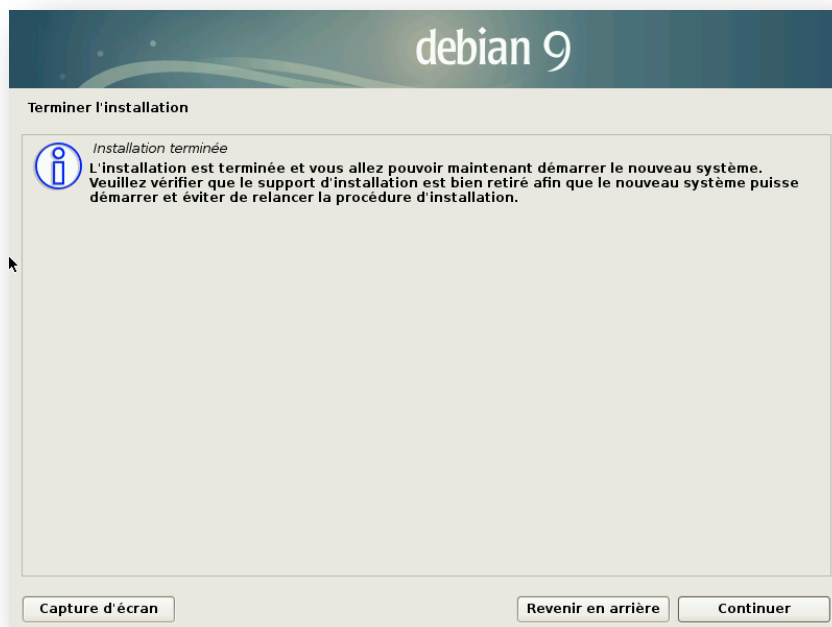 debian 9
Terminer l'installation
Installation terminée
L'installation est terminée et vous allez pouvoir maintenant démarrer le nouveau système.
Veuillez vérifier que le support d'installation est bien retiré afin que le nouveau système puisse
démarrer et éviter de relancer la procédure d'installation.
Capture d'écran
Revenir en arrière
Continuer